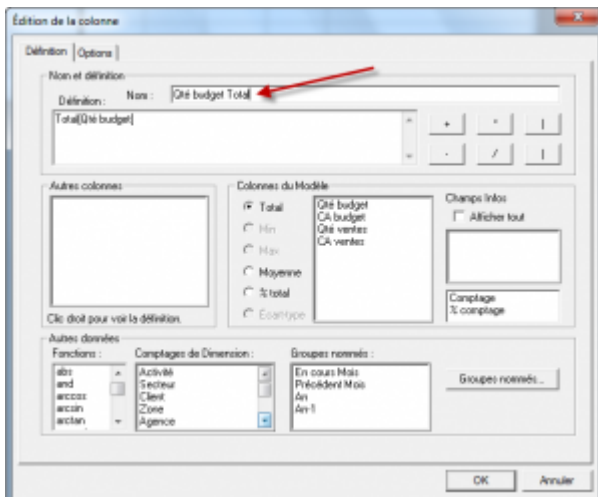 Édition de la colonne
Définition Options
Nom et définition
Définition : Nom : Qté budget Total
Total[Qté budget]
+ * (
- / )
Autres colonnes
Clic droit pour voir la définition.
Colonnes du Modèle
Total
Min
Max
Moyenne
% total
Ecart-type
Qté budget
CA budget
Qté ventes
CA ventes
Champs Infos
Afficher tout
Comptage
% comptage
Autres données
Fonctions :
abs
and
arccos
arcsin
arctan
Comptages de Dimension :
Activité
Secteur
Client
Zone
Agence
Groupes nommés :
En cours Mois
Précédent Mois
An
An-1
Groupes nommés...
OK Annuler